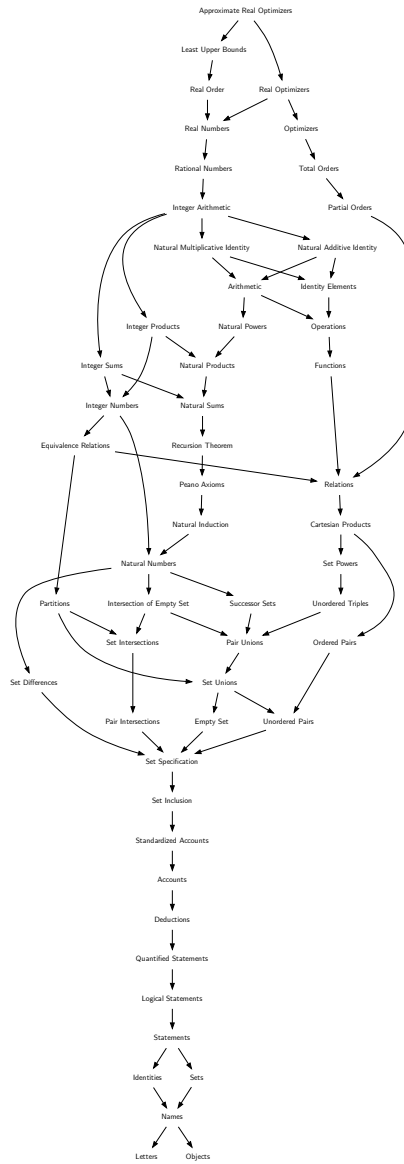 Approximate Real Optimizers
Least Upper Bounds
Real Order
Real Optimizers
Real Numbers
Optimizers
Rational Numbers
Total Orders
Integer Arithmetic
Partial Orders
Natural Multiplicative Identity
Natural Additive Identity
Arithmetic
Identity Elements
Integer Products
Natural Powers
Operations
Integer Sums
Natural Products
Functions
Integer Numbers
Natural Sums
Equivalence Relations
Recursion Theorem
Peano Axioms
Relations
Natural Induction
Cartesian Products
Natural Numbers
Set Powers
Partitions
Intersection of Empty Set
Successor Sets
Unordered Triples
Set Intersections
Pair Unions
Ordered Pairs
Set Differences
Set Unions
Pair Intersections
Empty Set
Unordered Pairs
Set Specification
Set Inclusion
Standardized Accounts
Accounts
Deductions
Quantified Statements
Logical Statements
Statements
Identities
Sets
Names
Letters
Objects